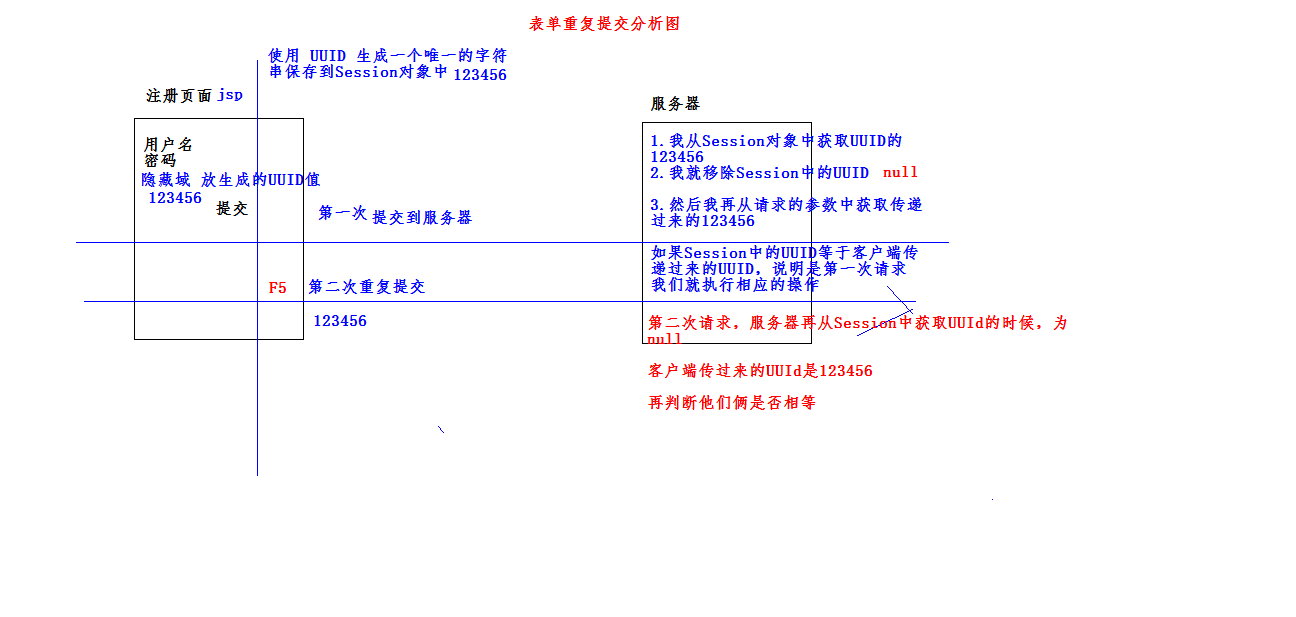 表单重复提交分析图
使用 UUID 生成一个唯一的字符
串保存到Session对象中 123456
注册页面 jsp
用户名
密码
隐藏域 放生成的UUID值
123456
提交
第一次 提交到服务器
F5 第二次重复提交
123456
服务器
1.我从Session对象中获取UUID的
123456
2.我就移除Session中的UUID null
3.然后我再从请求的参数中获取传递
过来的123456
如果Session中的UUID等于客户端传
递过来的UUID，说明是第一次请求
我们就执行相应的操作
第二次请求，服务器再从Session中获取UUId的时候，为
null
客户端传过来的UUId是123456
再判断他们俩是否相等